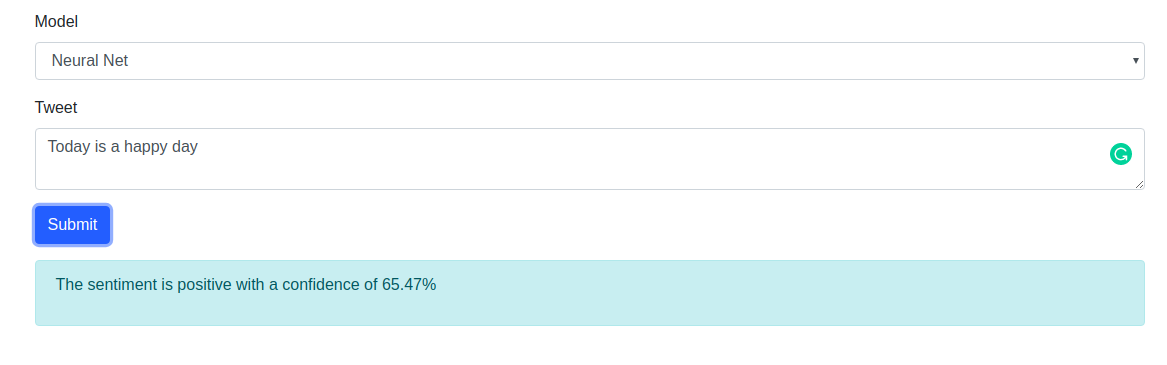 Model
Neural Net
Tweet
Today is a happy day
Submit
The sentiment is positive with a confidence of 65.47%